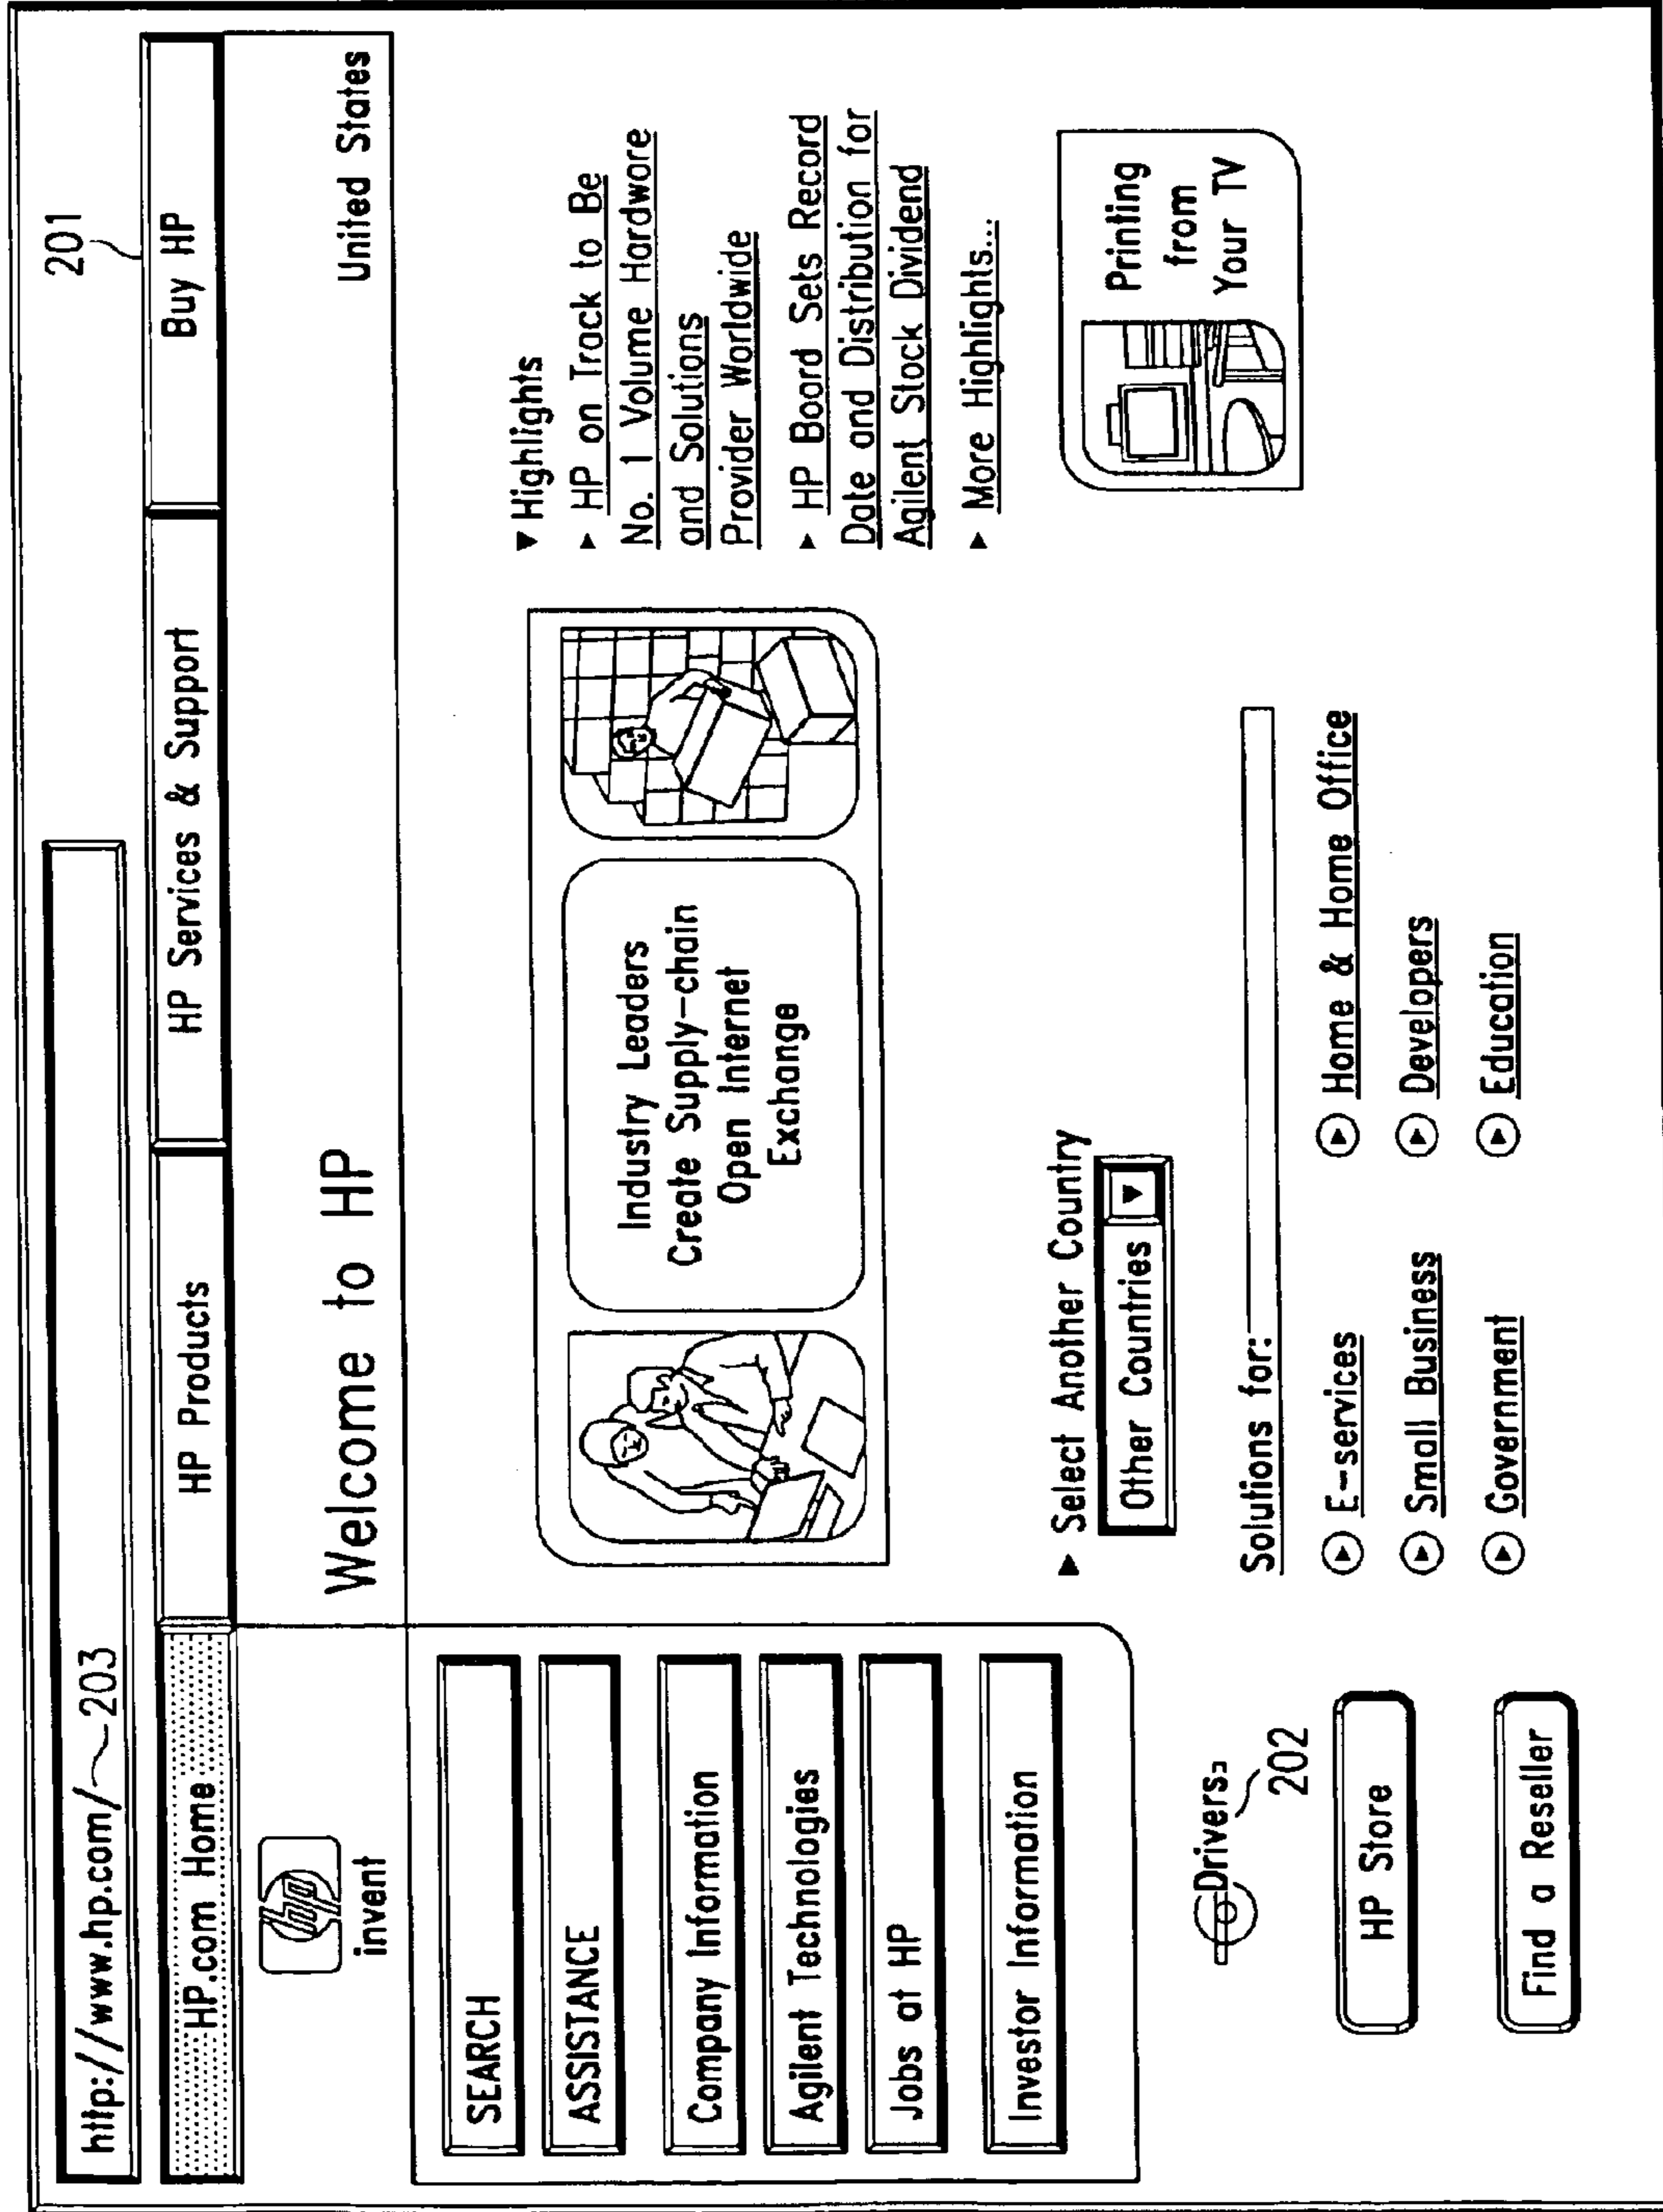 201
http://www.hp.com/ 203
HP.com Home
HP Products
HP Services & Support
Buy HP
hp
invent
Welcome to HP
United States
SEARCH
ASSISTANCE
Company Information
Agilent Technologies
Jobs at HP
Investor Information
Drivers
202
HP Store
Find a Reseller
Industry Leaders
Create Supply-chain
Open Internet
Exchange
▶ Select Another Country
Other Countries ▼
Solutions for:
E-services
Home & Home Office
Small Business
Developers
Government
Education
▼ Highlights
▶ HP on Track to Be
No. 1 Volume Hardware
and Solutions
Provider Worldwide
▶ HP Board Sets Record
Date and Distribution for
Agilent Stock Dividend
▶ More Highlights...
Printing
from
Your TV